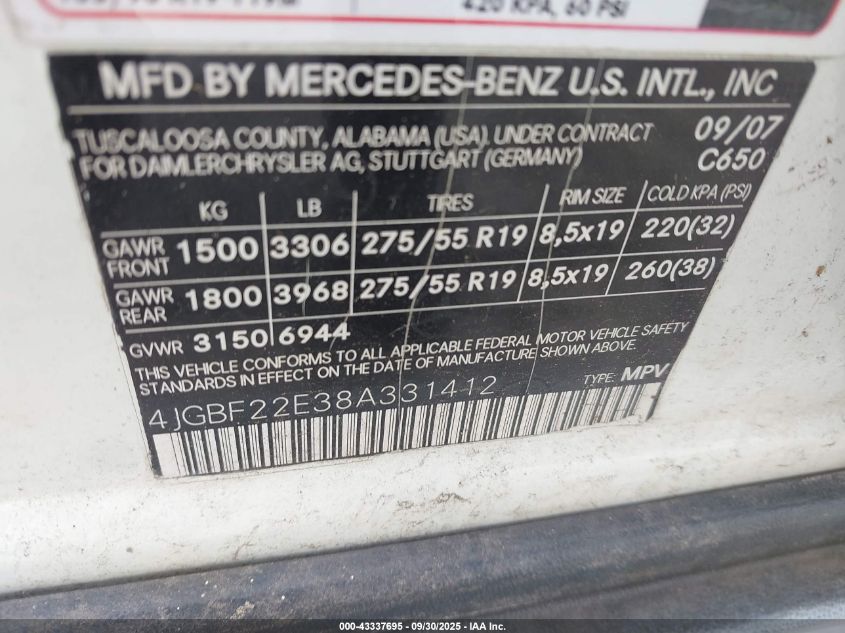 420 KPA, 60 PSI
MFD BY MERCEDES-BENZ U.S. INTL., INC
TUSCALOOSA COUNTY, ALABAMA (USA) UNDER CONTRACT 09/07
FOR DAIMLERCHRYSLER AG, STUTTGART (GERMANY) C650
KG LB TIRES RIM SIZE COLD KPA (PSI)
GAWR FRONT 1500 3306 275/55 R19 8,5x19 220(32)
GAWR REAR 1800 3968 275/55 R19 8,5x19 260(38)
GVWR 3150 6944
THIS VEHICLE CONFORMS TO ALL APPLICABLE FEDERAL MOTOR VEHICLE SAFETY
STANDARDS IN EFFECT ON THE DATE OF MANUFACTURE SHOWN ABOVE.
4JGBF22E38A331412 TYPE: MPV
000-43337695 - 09/30/2025 - IAA Inc.